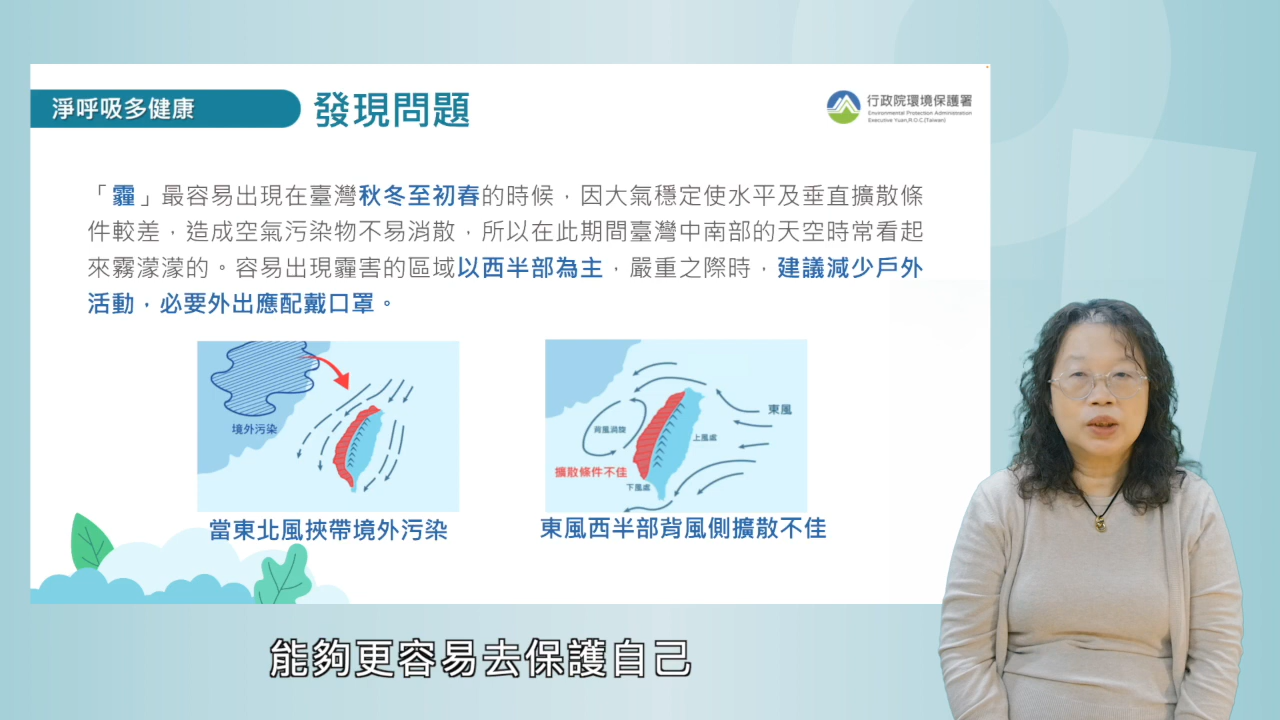 淨呼吸多健康
發現問題
行政院環境保護署
Environmental Protection Administration
Executive Yuan,R.O.C.(Taiwan)
「霾」最容易出現在臺灣秋冬至初春的時候，因大氣穩定使水平及垂直擴散條
件較差，造成空氣污染物不易消散，所以在此期間臺灣中南部的天空時常看起
來霧濛濛的。容易出現霾害的區域以西半部為主，嚴重之際時，建議減少戶外
活動，必要外出應配戴口罩。
境外污染
當東北風挾帶境外污染
東風
背風渦旋
上風處
擴散條件不佳
下風處
東風西半部背風側擴散不佳
能夠更容易去保護自己